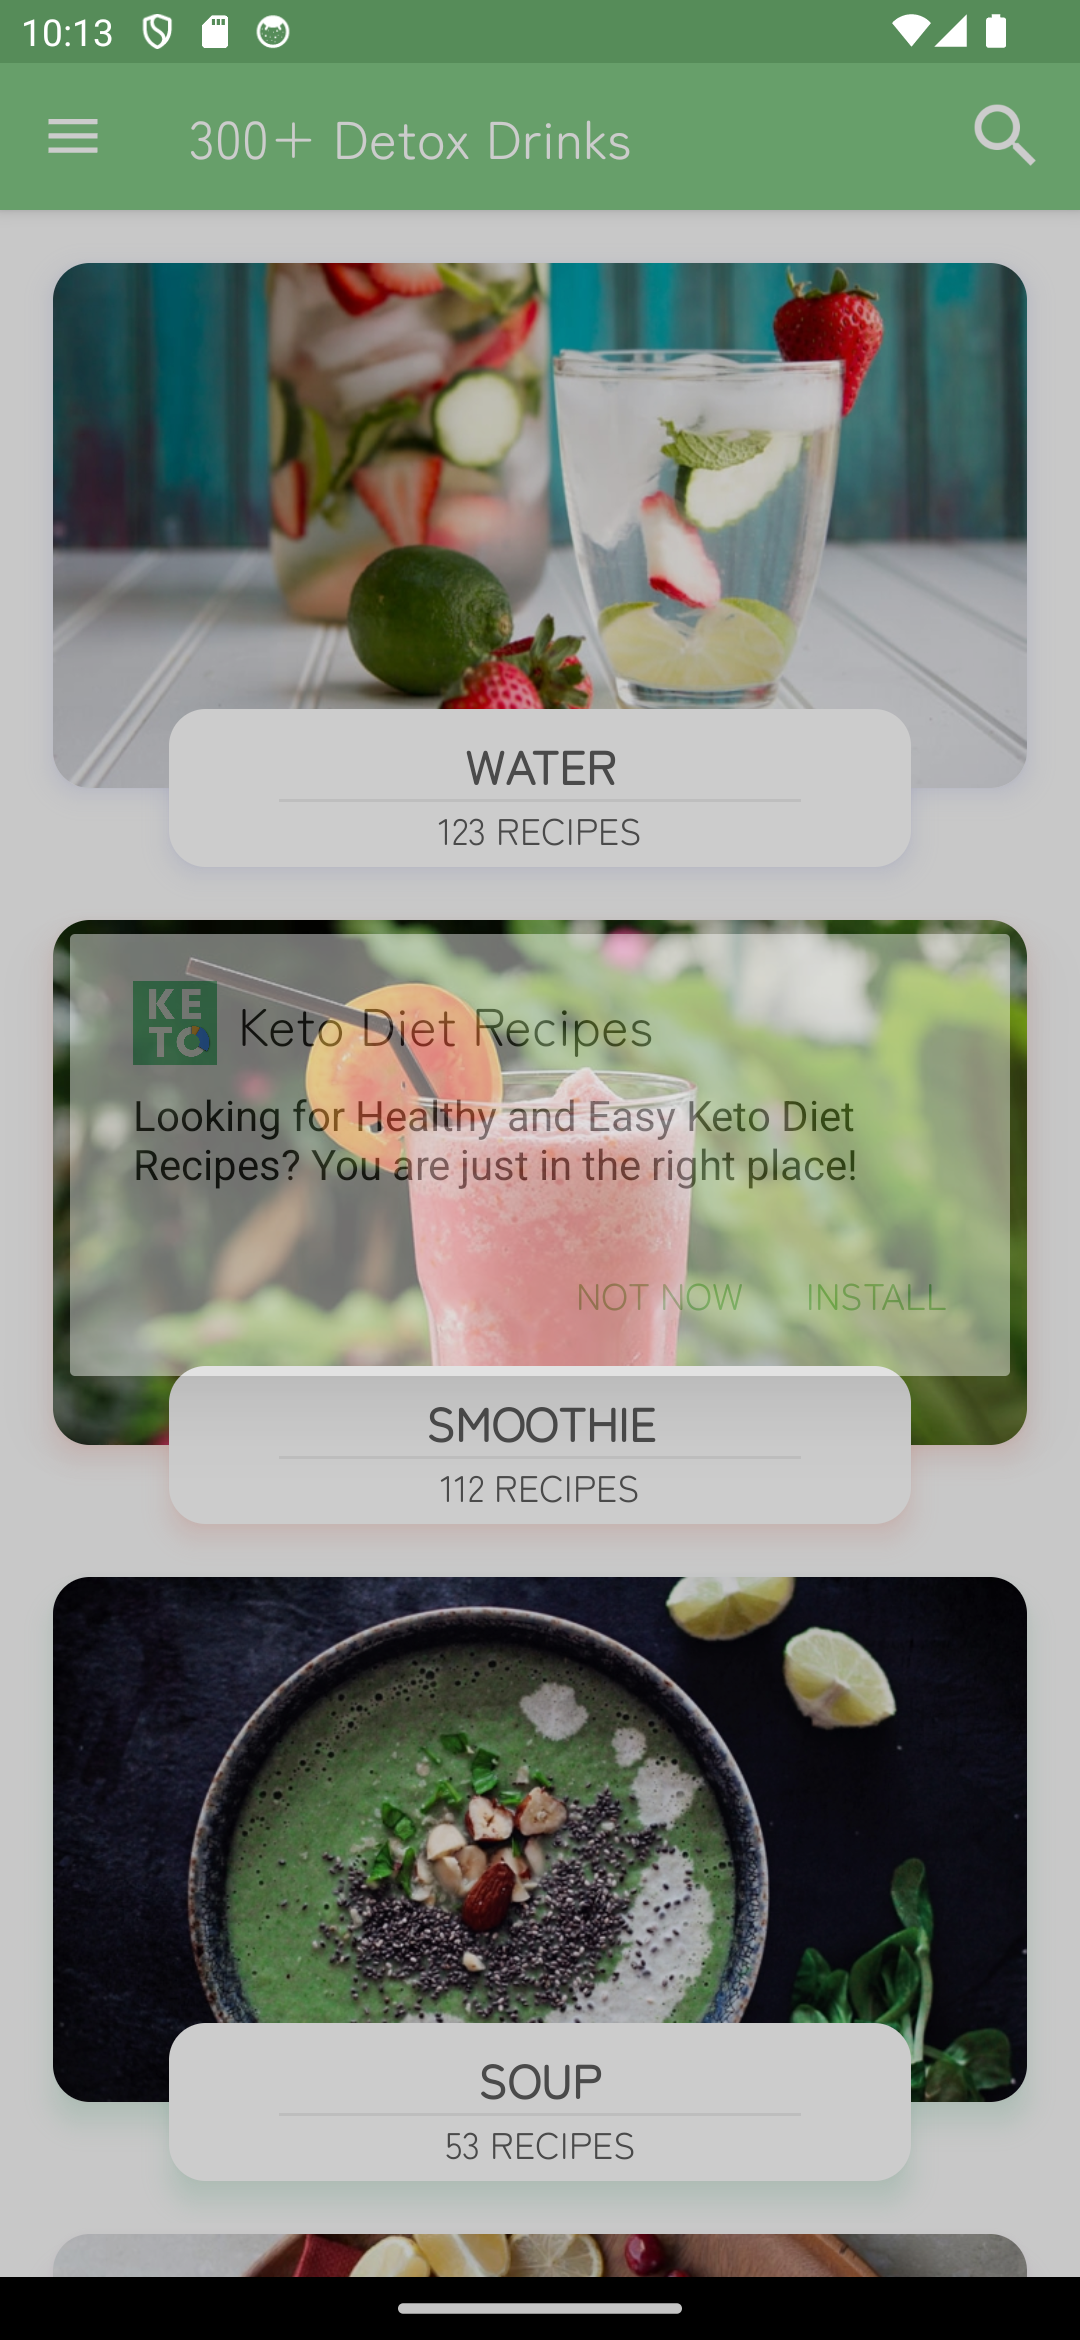 10:13
300+ Detox Drinks
WATER
123 RECIPES
KE
TO
Keto Diet Recipes
Looking for Healthy and Easy Keto Diet
Recipes? You are just in the right place!
NOT NOW INSTALL
SMOOTHIE
112 RECIPES
SOUP
53 RECIPES